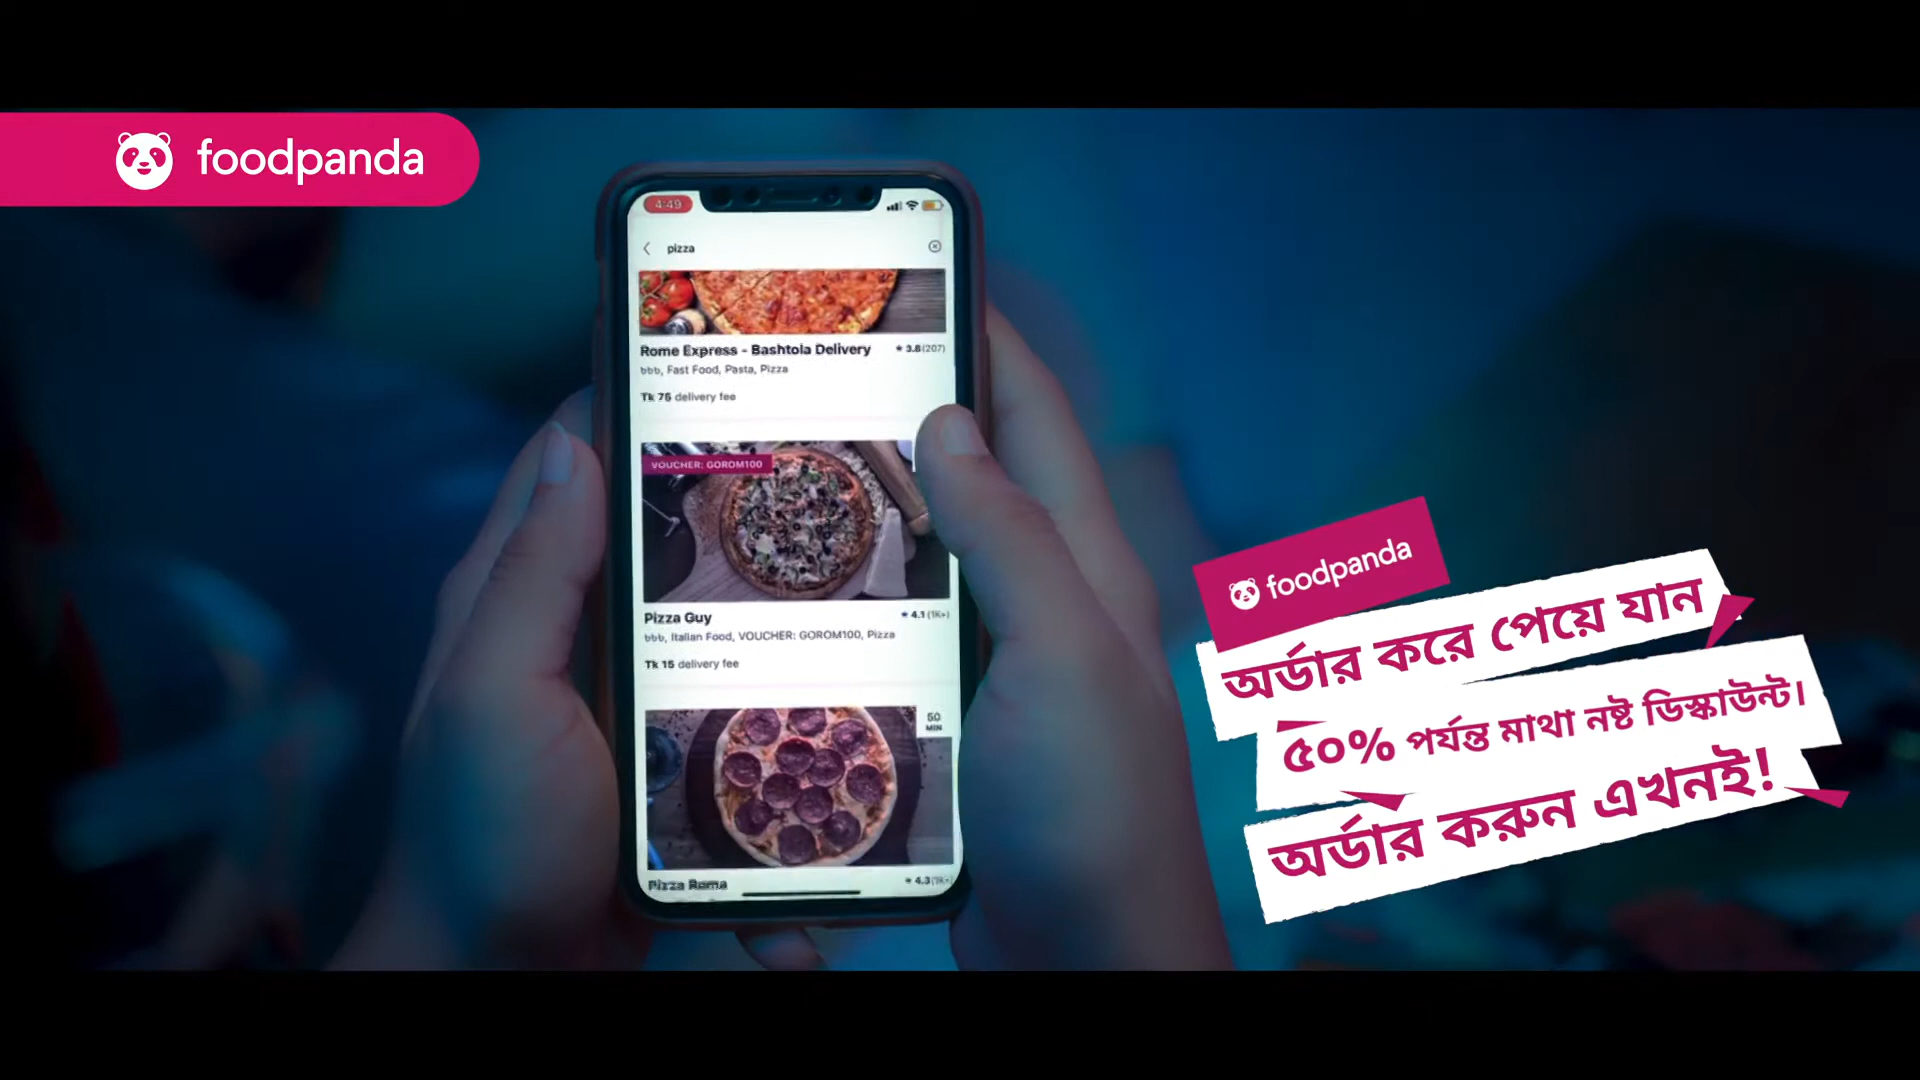 foodpanda
4:49
pizza
Rome Express - Bashtola Delivery ★ 3.8(207)
৳৳৳, Fast Food, Pasta, Pizza
Tk 75 delivery fee
VOUCHER: GOROM100
Pizza Guy ★ 4.1 (1K+)
৳৳৳, Italian Food, VOUCHER: GOROM100, Pizza
Tk 15 delivery fee
50
MIN
Pizza Roma ★ 4.3(1K+)
foodpanda
অর্ডার করে পেয়ে যান
৫০% পর্যন্ত মাথা নষ্ট ডিস্কাউন্ট।
অর্ডার করুন এখনই!